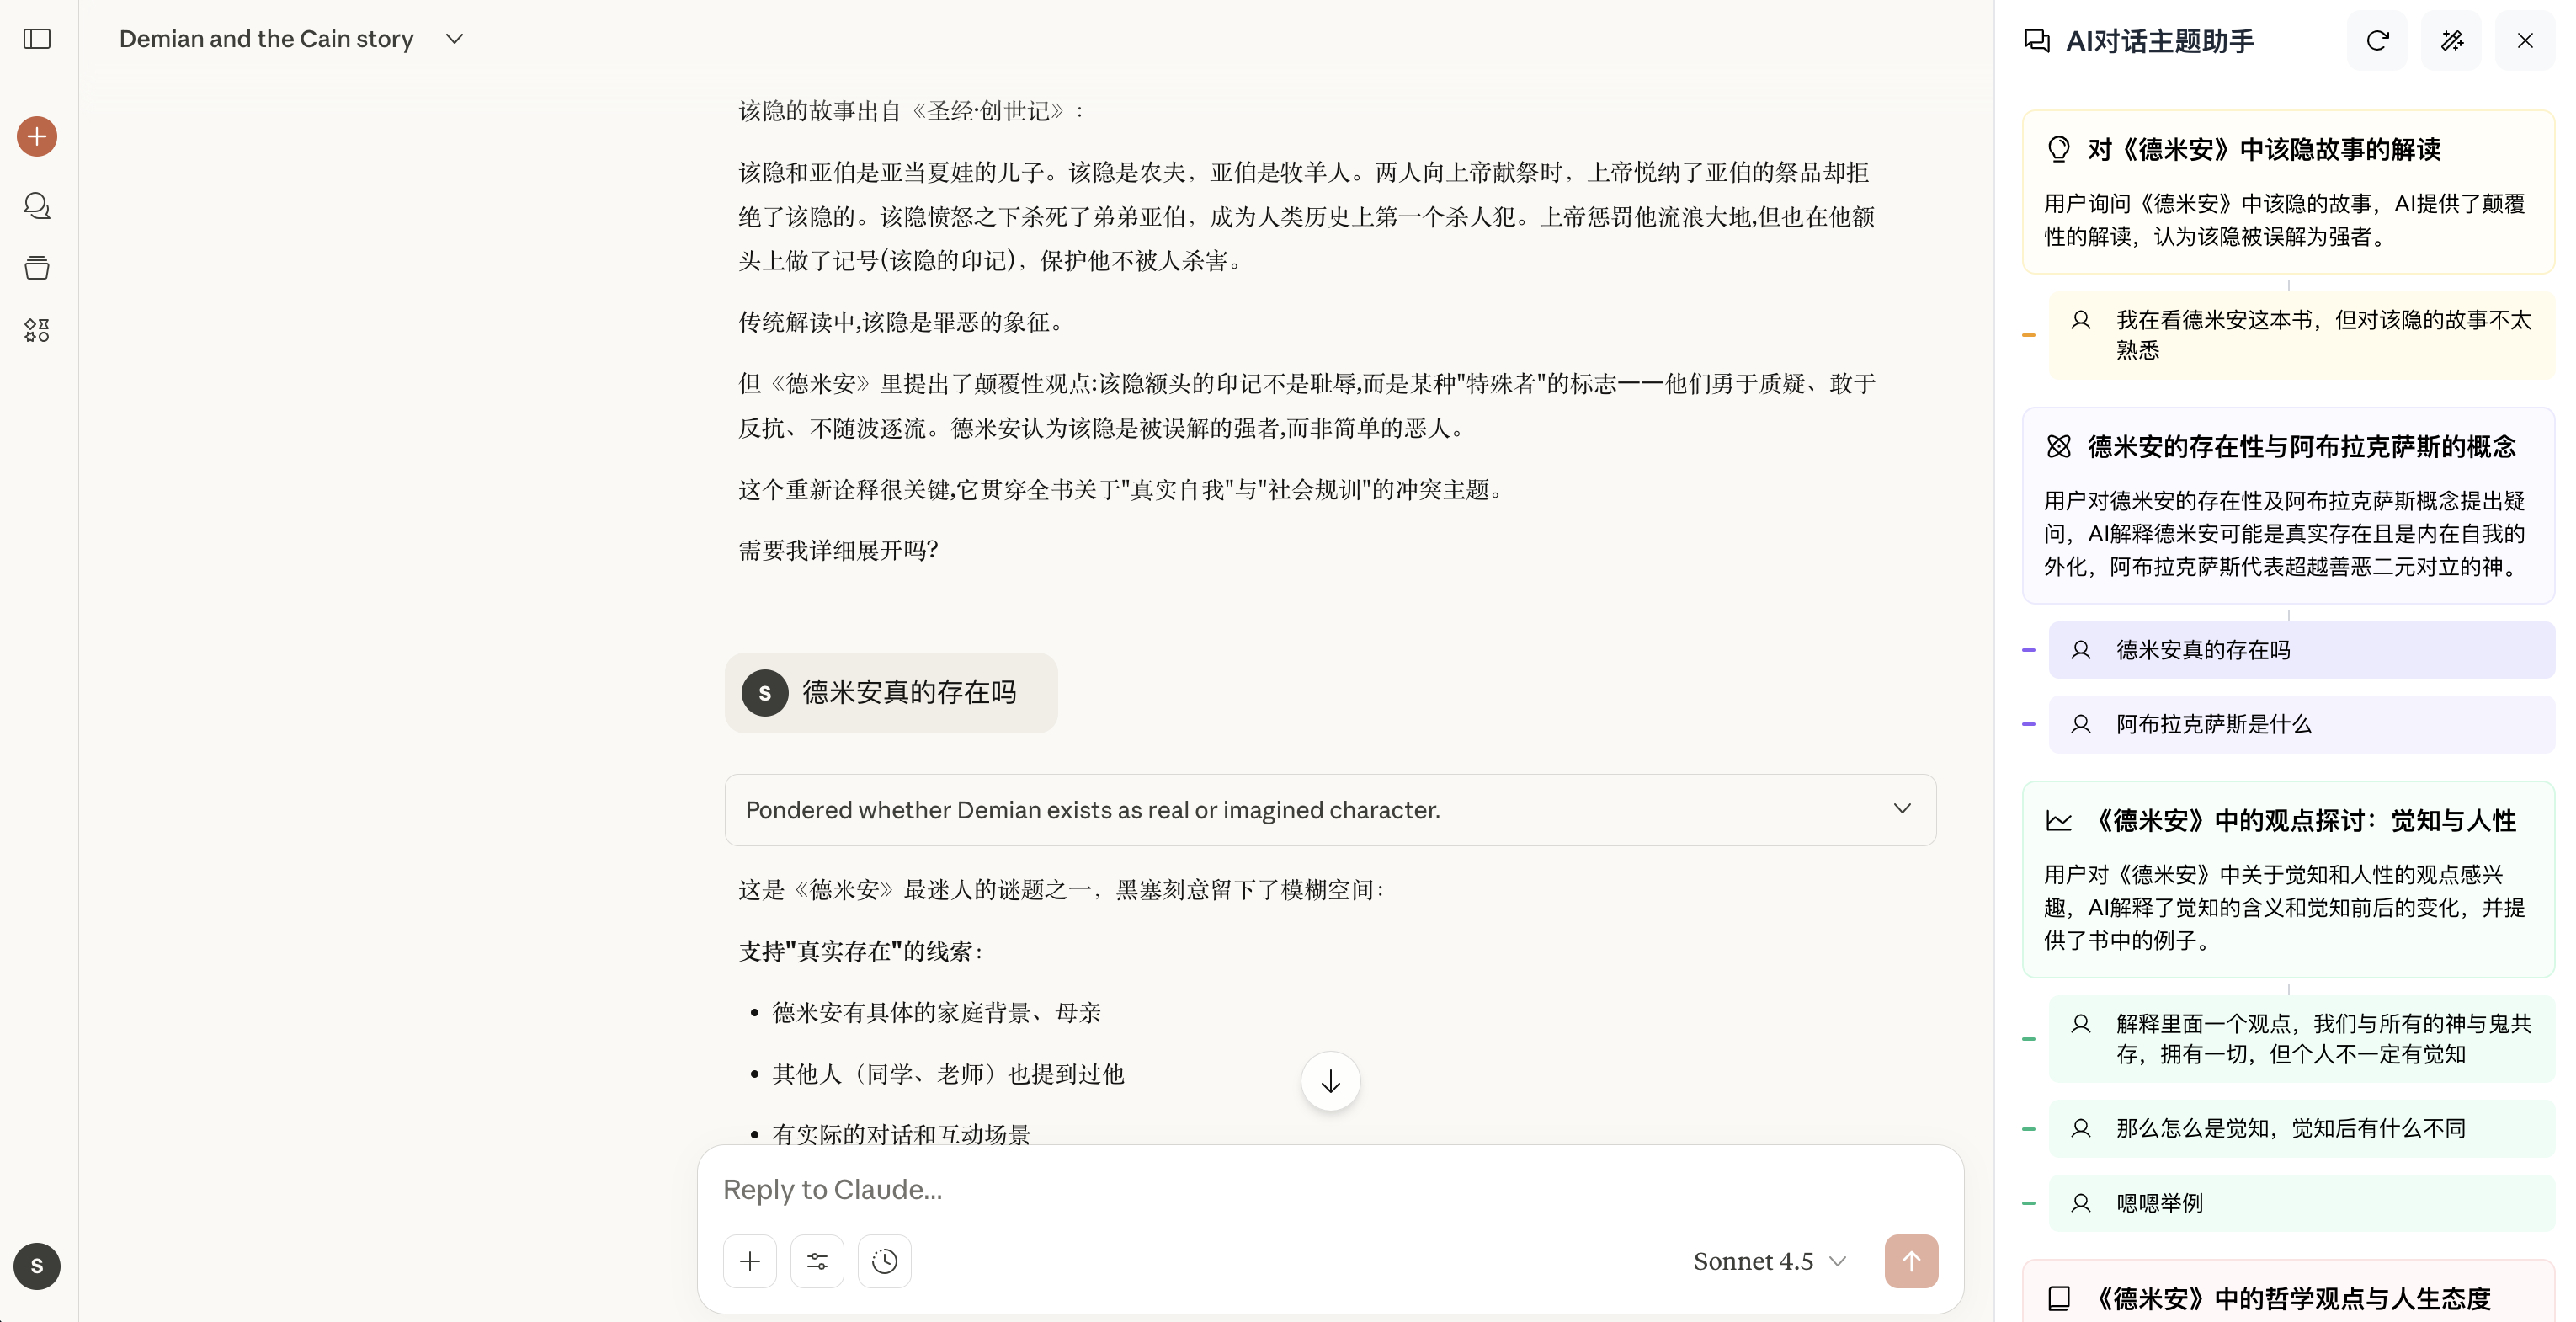 Demian and the Cain story
该隐的故事出自《圣经·创世记》:
该隐和亚伯是亚当夏娃的儿子。该隐是农夫，亚伯是牧羊人。两人向上帝献祭时，上帝悦纳了亚伯的祭品却拒
绝了该隐的。该隐愤怒之下杀死了弟弟亚伯，成为人类历史上第一个杀人犯。上帝惩罚他流浪大地,但也在他额
头上做了记号(该隐的印记)，保护他不被人杀害。
传统解读中,该隐是罪恶的象征。
但《德米安》里提出了颠覆性观点:该隐额头的印记不是耻辱,而是某种"特殊者"的标志——他们勇于质疑、敢于
反抗、不随波逐流。德米安认为该隐是被误解的强者,而非简单的恶人。
这个重新诠释很关键,它贯穿全书关于"真实自我"与"社会规训"的冲突主题。
需要我详细展开吗?
S 德米安真的存在吗
Pondered whether Demian exists as real or imagined character.
这是《德米安》最迷人的谜题之一，黑塞刻意留下了模糊空间:
支持"真实存在"的线索:
• 德米安有具体的家庭背景、母亲
• 其他人（同学、老师）也提到过他
• 有实际的对话和互动场景
Reply to Claude...
Sonnet 4.5
S
AI对话主题助手
对《德米安》中该隐故事的解读
用户询问《德米安》中该隐的故事，AI提供了颠覆
性的解读，认为该隐被误解为强者。
我在看德米安这本书，但对该隐的故事不太
熟悉
德米安的存在性与阿布拉克萨斯的概念
用户对德米安的存在性及阿布拉克萨斯概念提出疑
问，AI解释德米安可能是真实存在且是内在自我的
外化，阿布拉克萨斯代表超越善恶二元对立的神。
德米安真的存在吗
阿布拉克萨斯是什么
《德米安》中的观点探讨：觉知与人性
用户对《德米安》中关于觉知和人性的观点感兴
趣，AI解释了觉知的含义和觉知前后的变化，并提
供了书中的例子。
解释里面一个观点，我们与所有的神与鬼共
存，拥有一切，但个人不一定有觉知
那么怎么是觉知，觉知后有什么不同
嗯嗯举例
《德米安》中的哲学观点与人生态度